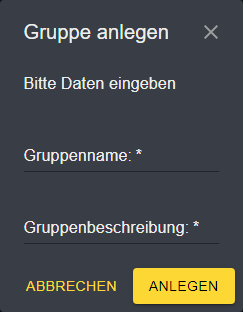 Gruppe anlegen
Bitte Daten eingeben
Gruppenname: *
Gruppenbeschreibung: *
ABBRECHEN ANLEGEN